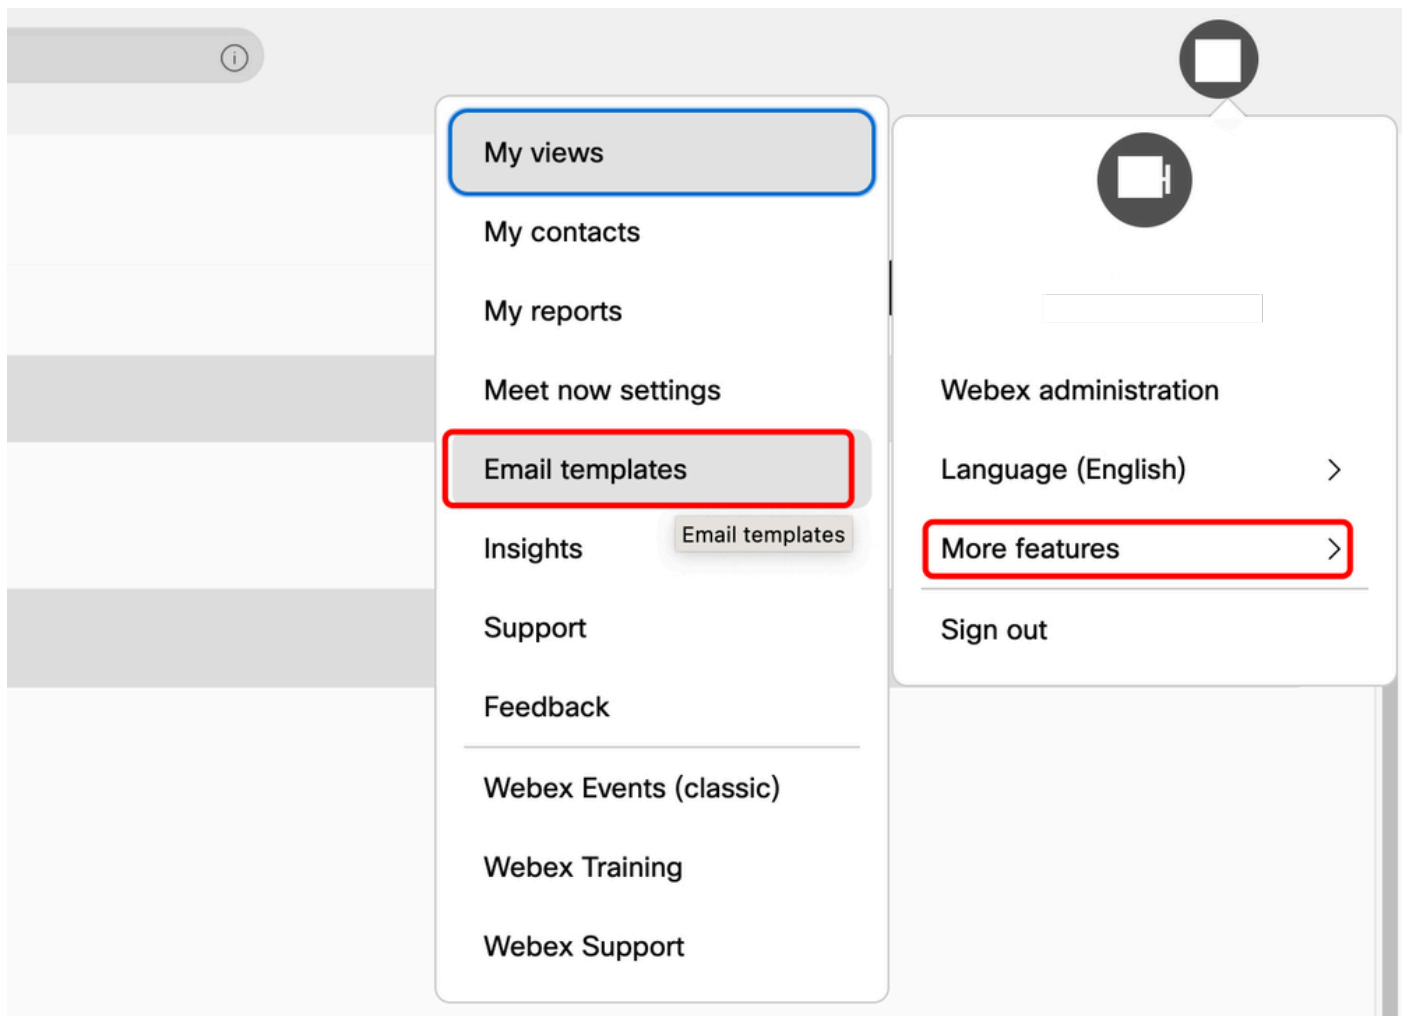 My views
My contacts
My reports
Meet now settings
Email templates
Email templates
Insights
Support
Feedback
Webex Events (classic)
Webex Training
Webex Support
Webex administration
Language (English)
More features
Sign out